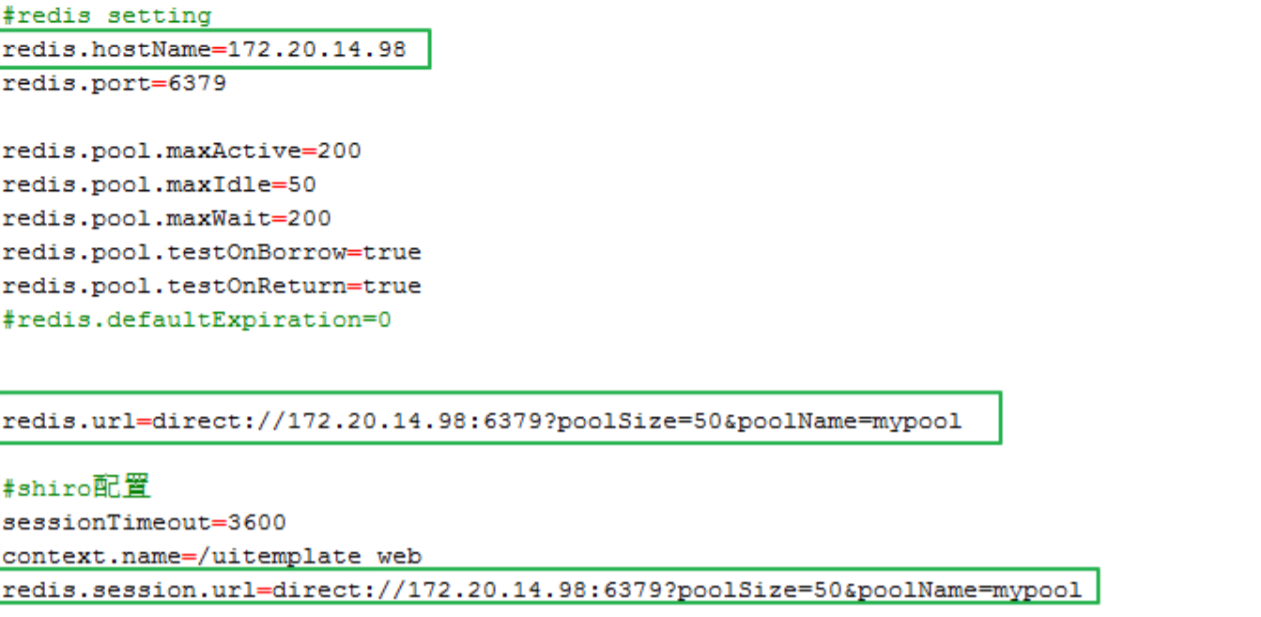 #redis setting
redis.hostName=172.20.14.98
redis.port=6379
redis.pool.maxActive=200
redis.pool.maxIdle=50
redis.pool.maxWait=200
redis.pool.testOnBorrow=true
redis.pool.testOnReturn=true
#redis.defaultExpiration=0
redis.url=direct://172.20.14.98:6379?poolSize=50&poolName=mypool
#shiro配置
sessionTimeout=3600
context.name=/uitemplate web
redis.session.url=direct://172.20.14.98:6379?poolSize=50&poolName=mypool